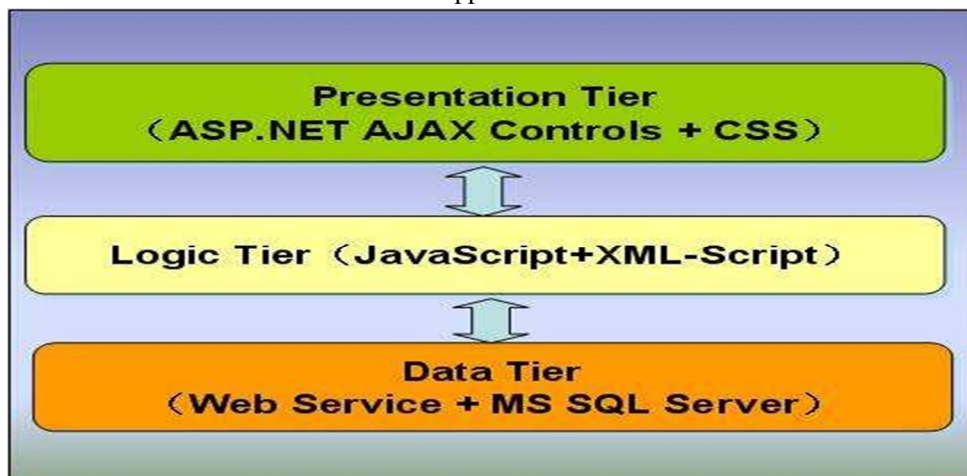 Presentation Tier
（ASP.NET AJAX Controls + CSS）
Logic Tier（JavaScript+XML-Script）
Data Tier
（Web Service + MS SQL Server）